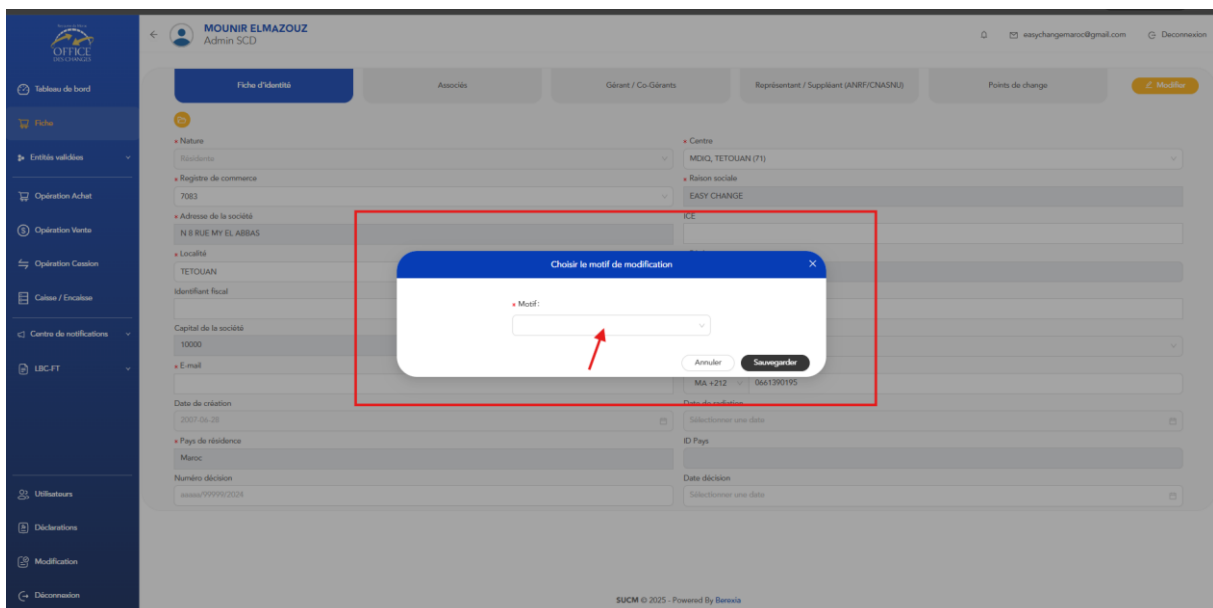 OFFICE
DES CHANGES
MOUNIR ELMAZOUZ
Admin SCD
easychangemaroc@gmail.com
Deconnexion
Tableau de bord
Fiche
Entités validées
Opération Achat
Opération Vente
Opération Cession
Caisse / Encaisse
Centre de notifications
LBC-FT
Utilisateurs
Déclarations
Modification
Déconnexion
Fiche d'identité
Associés
Gérant / Co-Gérants
Représentant / Suppléant (ANRF/CNASNU)
Points de change
Modifier
* Nature
Résidente
* Centre
MDIQ, TETOUAN (71)
* Registre de commerce
7083
* Raison sociale
EASY CHANGE
* Adresse de la société
N 8 RUE MY EL ABBAS
ICE
* Localité
TETOUAN
Identifiant fiscal
Capital de la société
10000
* E-mail
MA +212
0661390195
Choisir le motif de modification
* Motif :
Annuler
Sauvegarder
Date de création
2007-06-28
Date de radiation
Sélectionner une date
* Pays de résidence
Maroc
ID Pays
Numéro décision
aaaaa/99999/2024
Date décision
Sélectionner une date
SUCM © 2025 - Powered By Berexia